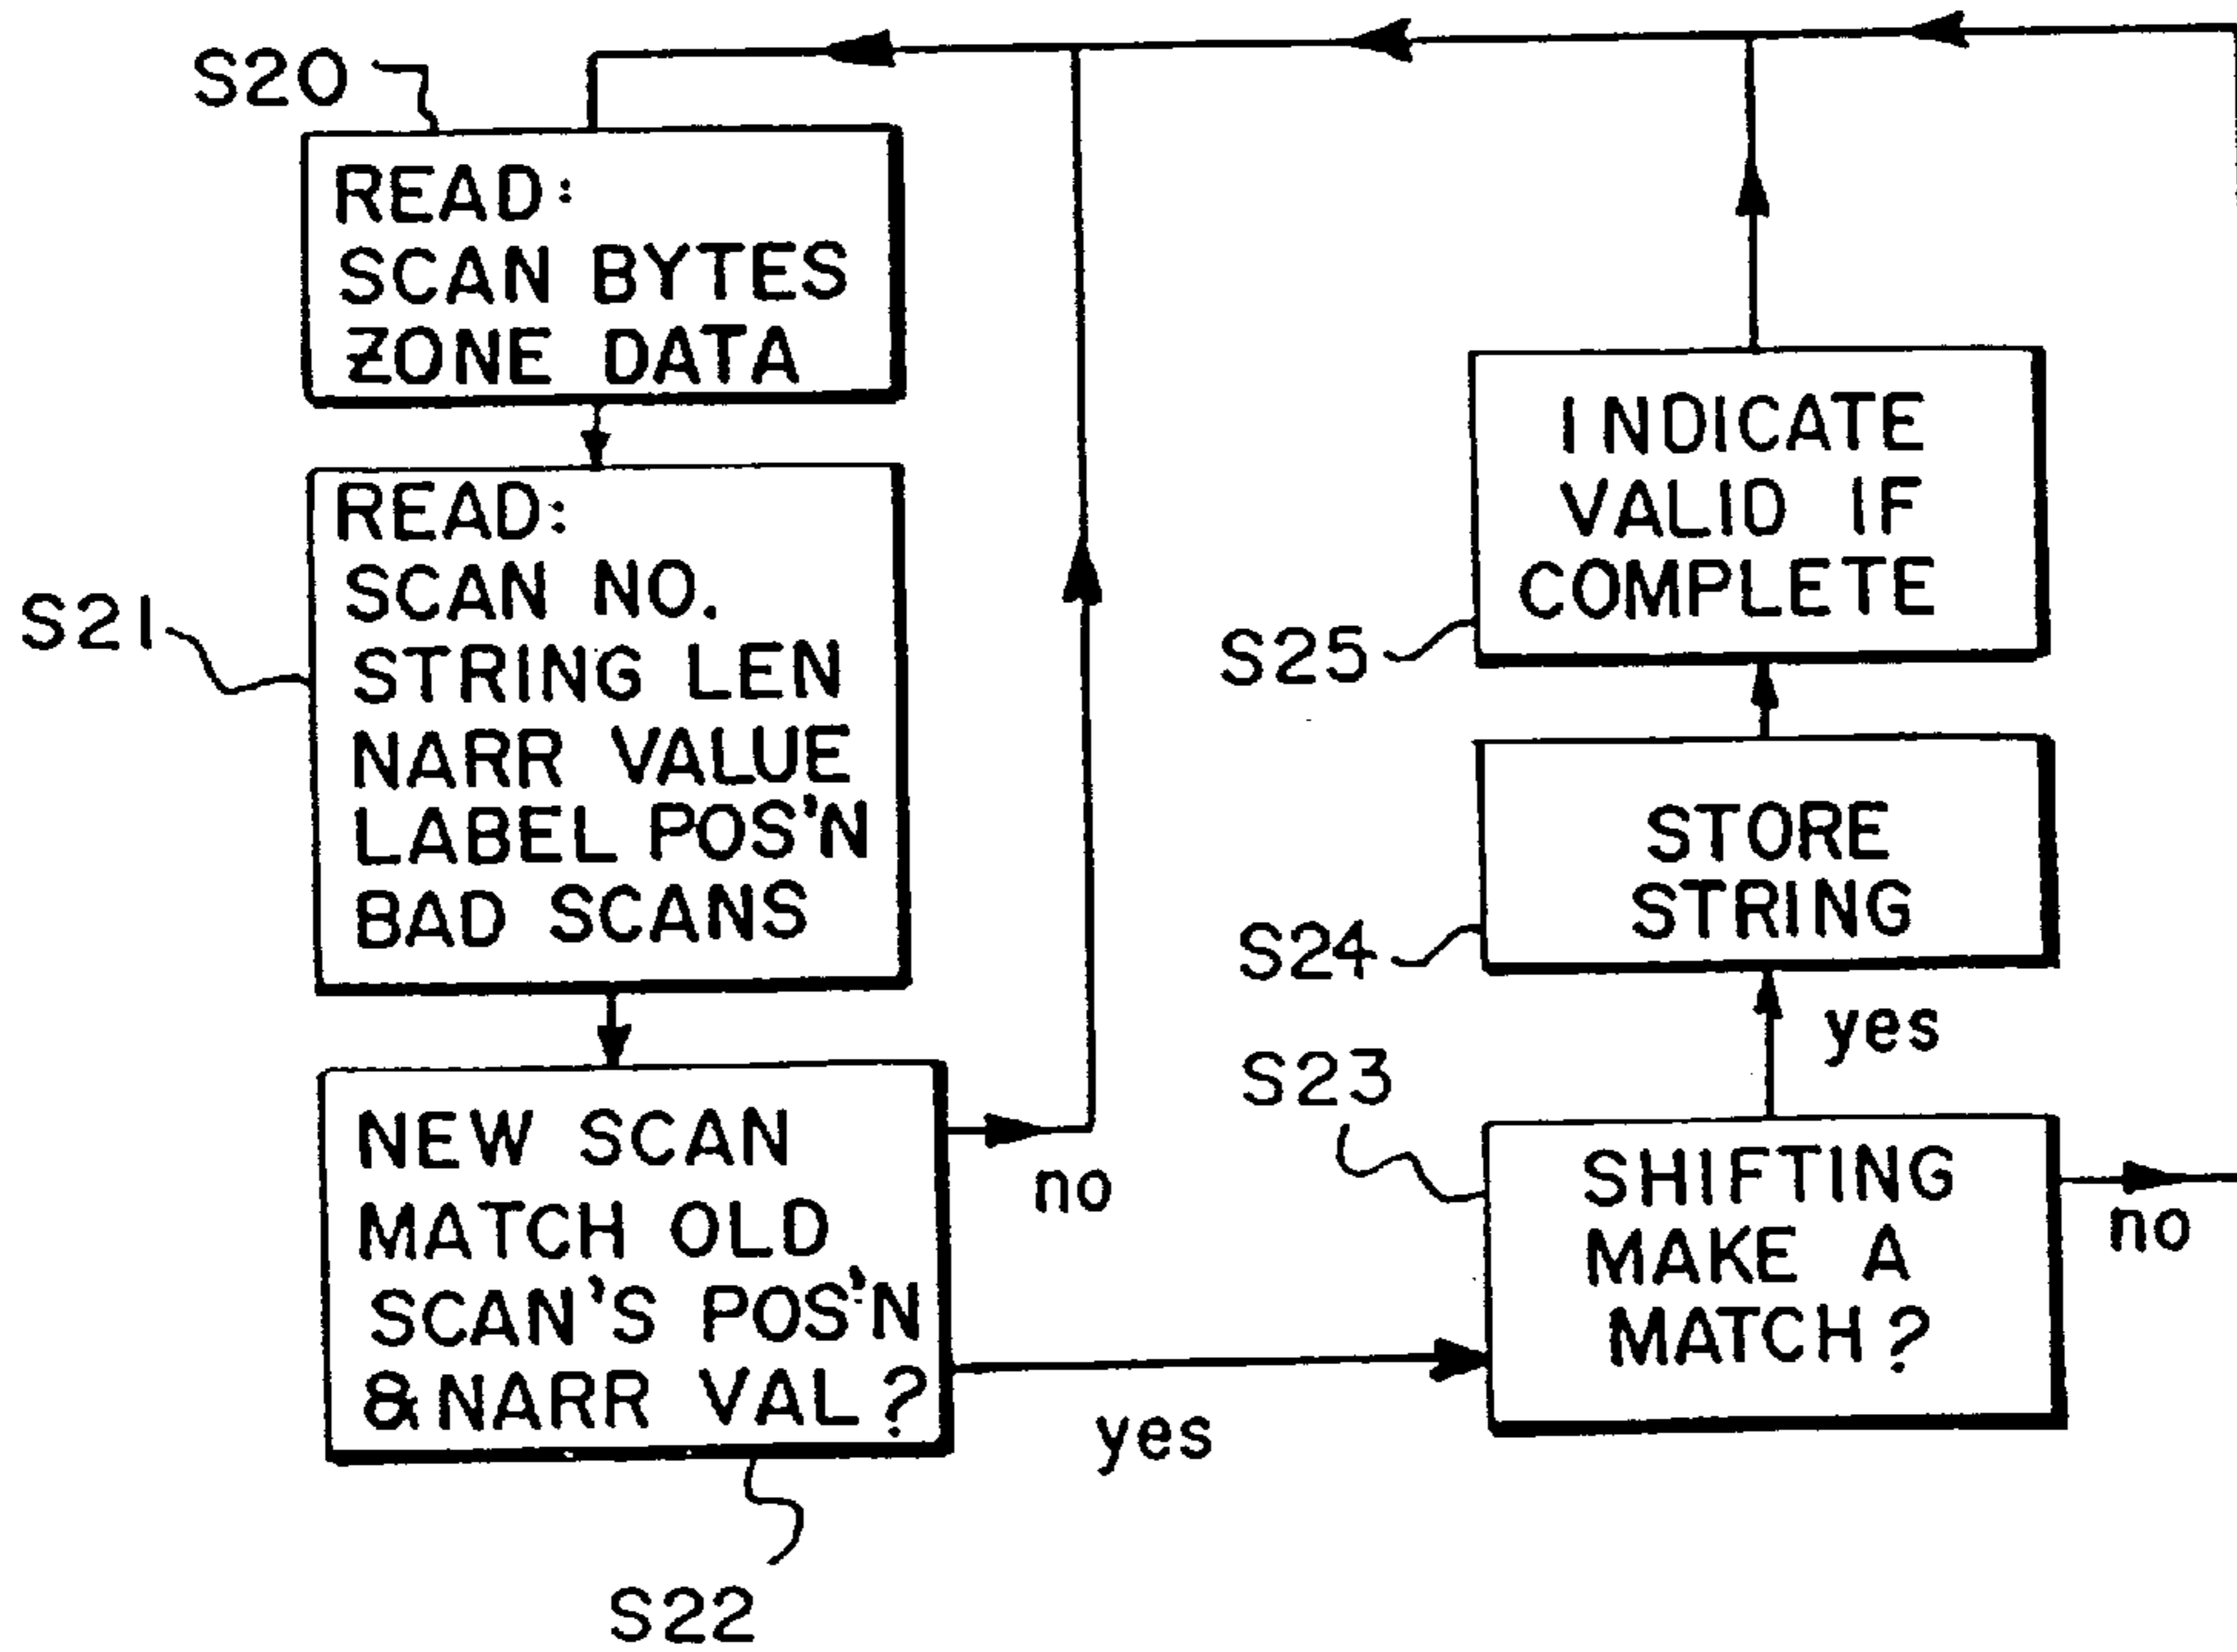 S20
READ:
SCAN BYTES
ZONE DATA
S21
READ:
SCAN NO.
STRING LEN
NARR VALUE
LABEL POS'N
BAD SCANS
NEW SCAN
MATCH OLD
SCAN'S POS'N
&NARR VAL?
no
yes
S22
S25
INDICATE
VALID IF
COMPLETE
S24
STORE
STRING
yes
S23
SHIFTING
MAKE A
MATCH?
no